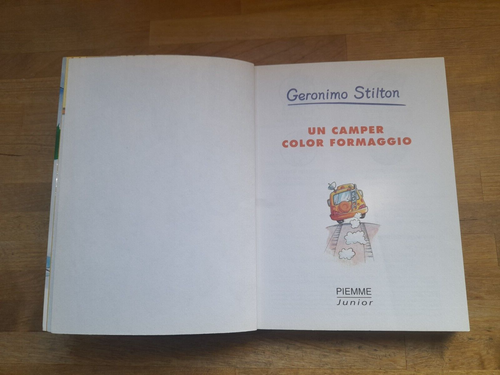 Geronimo Stilton
UN CAMPER
COLOR FORMAGGIO
PIEMME
Junior